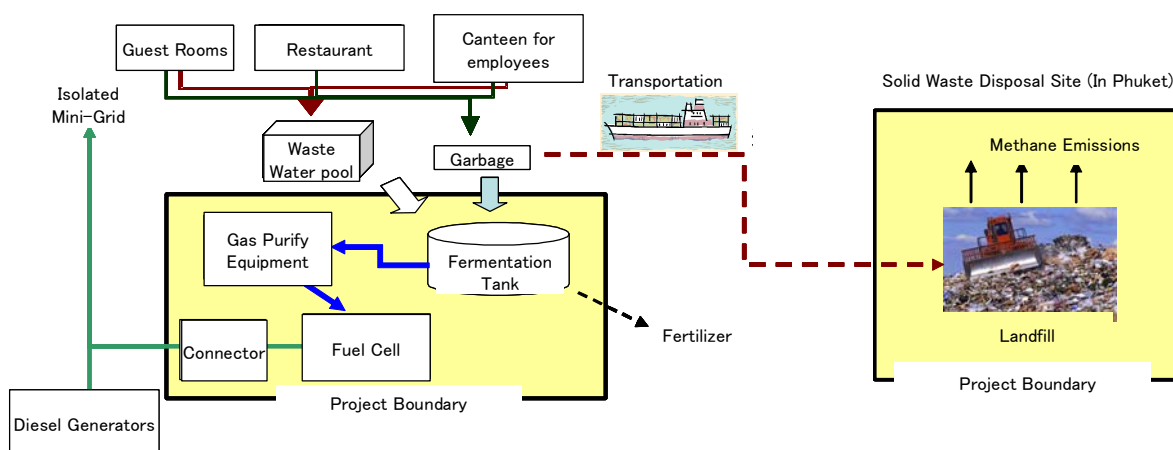 Guest Rooms
Restaurant
Canteen for
employees
Transportation
Solid Waste Disposal Site (In Phuket)
Isolated
Mini-Grid
Waste
Water pool
Garbage
Methane Emissions
Gas Purify
Equipment
Fermentation
Tank
Connector
Fuel Cell
Fertilizer
Landfill
Project Boundary
Project Boundary
Diesel Generators